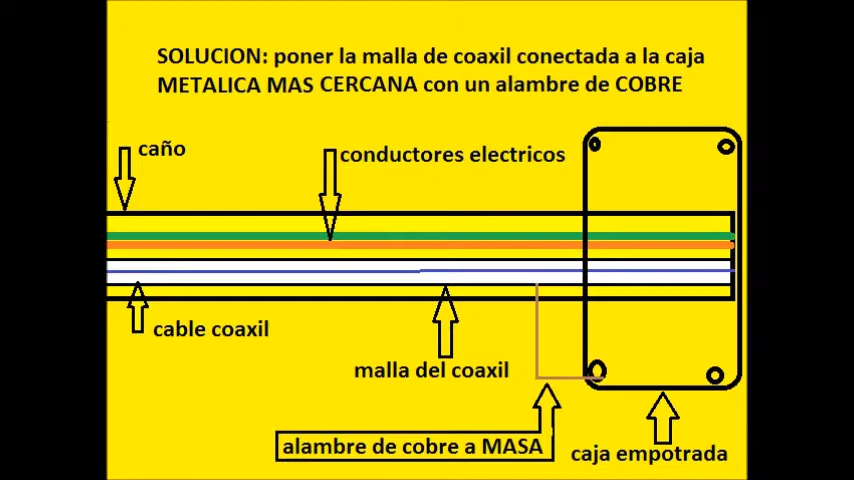 SOLUCION: poner la malla de coaxil conectada a la caja
METALICA MAS CERCANA con un alambre de COBRE
caño
conductores electricos
cable coaxil
malla del coaxil
alambre de cobre a MASA
caja empotrada